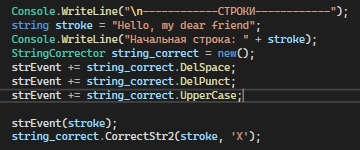 Console.WriteLine("\n————————————СТРОКИ————————————");
string stroke = "Hello, my dear friend";
Console.WriteLine("Начальная строка: " + stroke);
StringCorrector string_correct = new();
strEvent += string_correct.DelSpace;
strEvent += string_correct.DelPunct;
strEvent += string_correct.UpperCase;
strEvent(stroke);
string_correct.CorrectStr2(stroke, 'X');